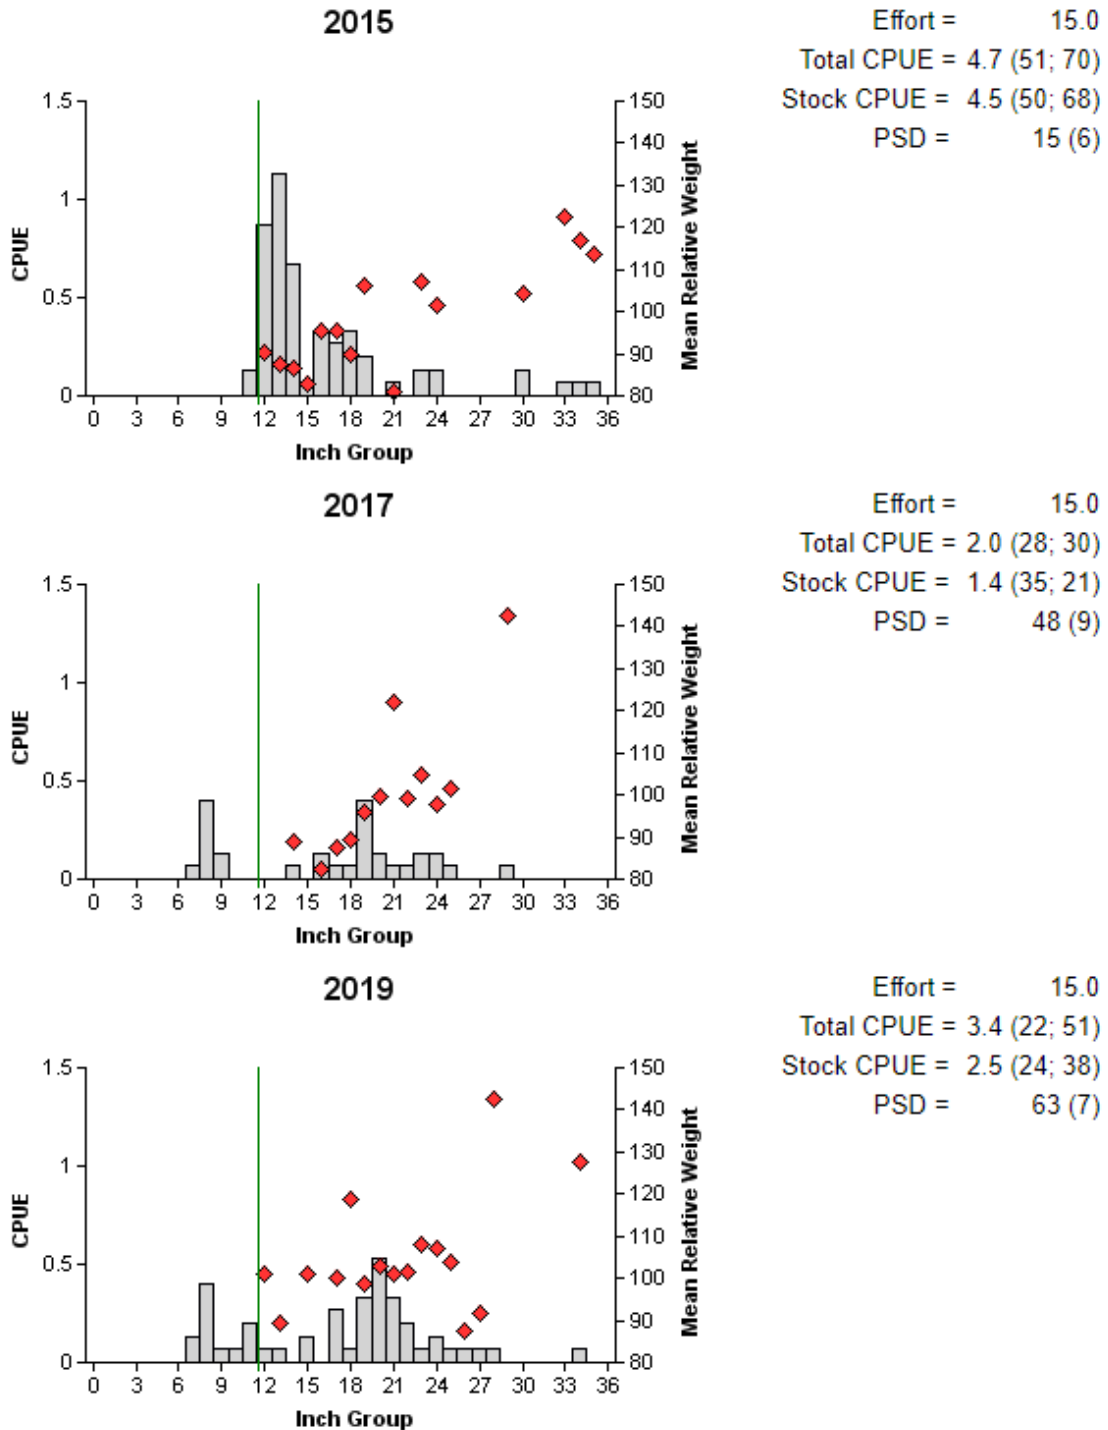 2015
Effort = 15.0
Total CPUE = 4.7 (51; 70)
Stock CPUE = 4.5 (50; 68)
PSD = 15 (6)
1.5
1
0.5
0
CPUE
150
140
130
120
110
100
90
80
Mean Relative Weight
0 3 6 9 12 15 18 21 24 27 30 33 36
Inch Group
2017
Effort = 15.0
Total CPUE = 2.0 (28; 30)
Stock CPUE = 1.4 (35; 21)
PSD = 48 (9)
1.5
1
0.5
0
CPUE
150
140
130
120
110
100
90
80
Mean Relative Weight
0 3 6 9 12 15 18 21 24 27 30 33 36
Inch Group
2019
Effort = 15.0
Total CPUE = 3.4 (22; 51)
Stock CPUE = 2.5 (24; 38)
PSD = 63 (7)
1.5
1
0.5
0
CPUE
150
140
130
120
110
100
90
80
Mean Relative Weight
0 3 6 9 12 15 18 21 24 27 30 33 36
Inch Group